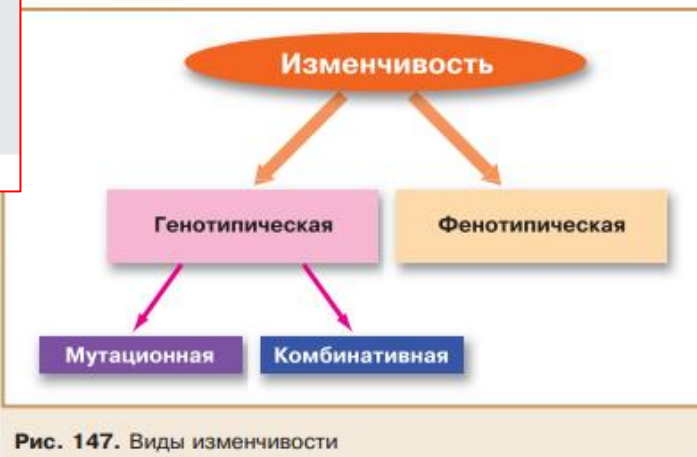 Изменчивость
Генотипическая
Фенотипическая
Мутационная
Комбинативная
Рис. 147. Виды изменчивости